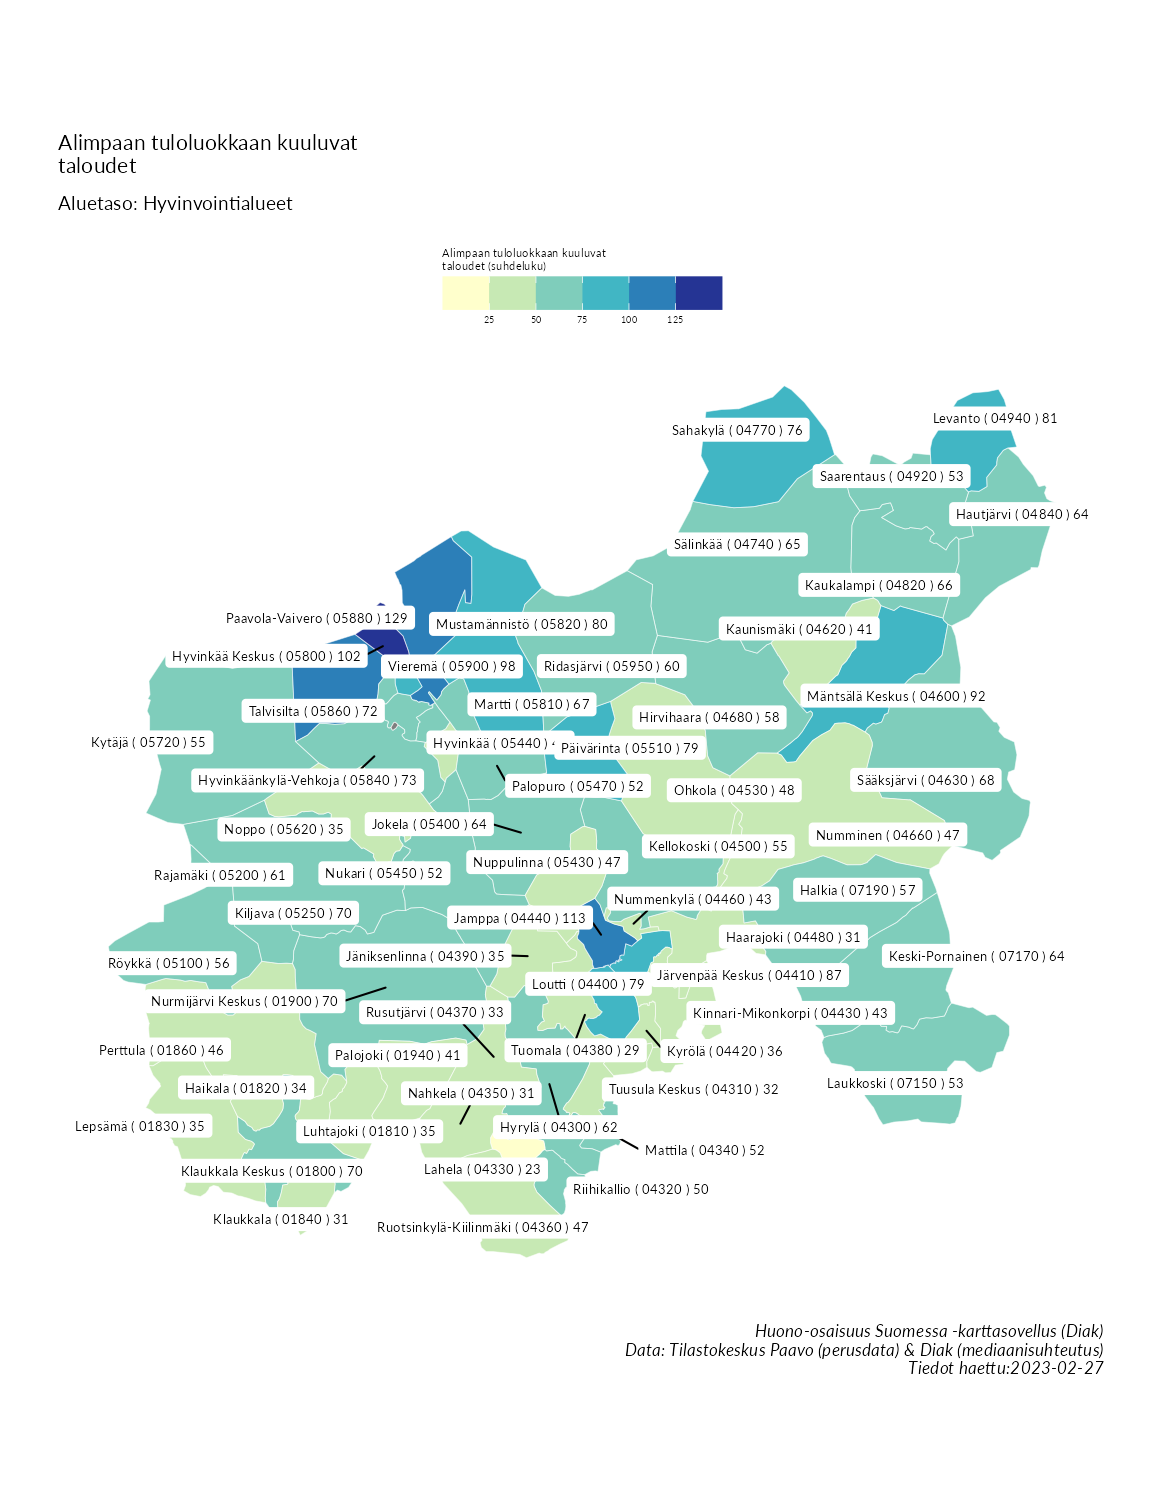 Alimpaan tuloluokkaan kuuluvat
taloudet
Aluetaso: Hyvinvointialueet
Alimpaan tuloluokkaan kuuluvat
taloudet (suhdeluku)
25 50 75 100 125
Levanto ( 04940 ) 81
Sahakylä ( 04770 ) 76
Saarentaus ( 04920 ) 53
Hautjärvi ( 04840 ) 64
Sälinkää ( 04740 ) 65
Kaukalampi ( 04820 ) 66
Paavola-Vaivero ( 05880 ) 129
Mustamännistö ( 05820 ) 80
Kaunismäki ( 04620 ) 41
Hyvinkää Keskus ( 05800 ) 102
Vieremä ( 05900 ) 98
Ridasjärvi ( 05950 ) 60
Mäntsälä Keskus ( 04600 ) 92
Talvisilta ( 05860 ) 72
Martti ( 05810 ) 67
Hirvihaara ( 04680 ) 58
Kytäjä ( 05720 ) 55
Hyvinkää ( 05440 )
Päivärinta ( 05510 ) 79
Hyvinkäänkylä-Vehkoja ( 05840 ) 73
Palopuro ( 05470 ) 52
Ohkola ( 04530 ) 48
Sääksjärvi ( 04630 ) 68
Noppo ( 05620 ) 35
Jokela ( 05400 ) 64
Numminen ( 04660 ) 47
Kellokoski ( 04500 ) 55
Nuppulinna ( 05430 ) 47
Rajamäki ( 05200 ) 61
Nukari ( 05450 ) 52
Halkia ( 07190 ) 57
Nummenkylä ( 04460 ) 43
Kiljava ( 05250 ) 70
Jamppa ( 04440 ) 113
Haarajoki ( 04480 ) 31
Röykkä ( 05100 ) 56
Jäniksenlinna ( 04390 ) 35
Keski-Pornainen ( 07170 ) 64
Järvenpää Keskus ( 04410 ) 87
Loutti ( 04400 ) 79
Nurmijärvi Keskus ( 01900 ) 70
Rusutjärvi ( 04370 ) 33
Kinnari-Mikonkorpi ( 04430 ) 43
Perttula ( 01860 ) 46
Palojoki ( 01940 ) 41
Tuomala ( 04380 ) 29
Kyrölä ( 04420 ) 36
Haikala ( 01820 ) 34
Nahkela ( 04350 ) 31
Tuusula Keskus ( 04310 ) 32
Laukkoski ( 07150 ) 53
Lepsämä ( 01830 ) 35
Luhtajoki ( 01810 ) 35
Hyrylä ( 04300 ) 62
Mattila ( 04340 ) 52
Klaukkala Keskus ( 01800 ) 70
Lahela ( 04330 ) 23
Riihikallio ( 04320 ) 50
Klaukkala ( 01840 ) 31
Ruotsinkylä-Kiilinmäki ( 04360 ) 47
Huono-osaisuus Suomessa -karttasovellus (Diak)
Data: Tilastokeskus Paavo (perusdata) & Diak (mediaanisuhteutus)
Tiedot haettu:2023-02-27